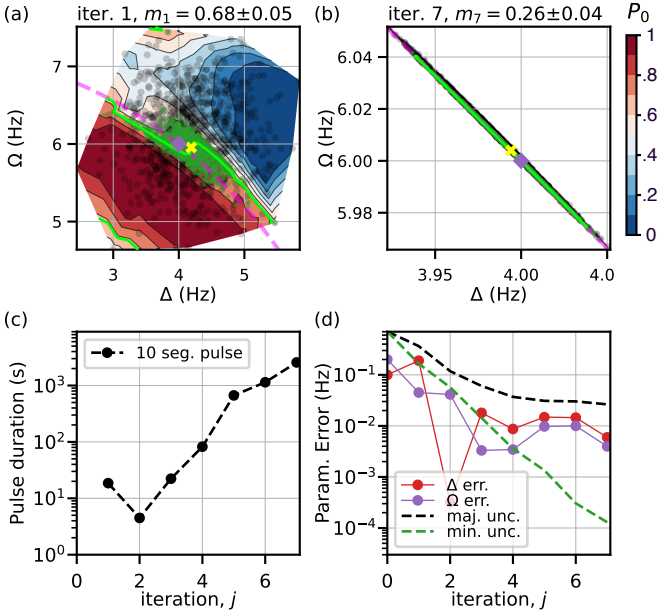 (a)
iter. 1, m₁ = 0.68±0.05
(b)
iter. 7, m₇ = 0.26±0.04
P₀
7
6
5
Ω (Hz)
3
4
5
Δ (Hz)
6.04
6.02
6.00
5.98
Ω (Hz)
3.95
4.00
4.0
Δ (Hz)
1
.8
.6
.4
.2
0
(c)
10 seg. pulse
10³
10²
10¹
10⁰
Pulse duration (s)
0
2
4
6
iteration, j
(d)
10⁻¹
10⁻²
10⁻³
10⁻⁴
Param. Error (Hz)
Δ err.
Ω err.
maj. unc.
min. unc.
0
2
4
6
iteration, j